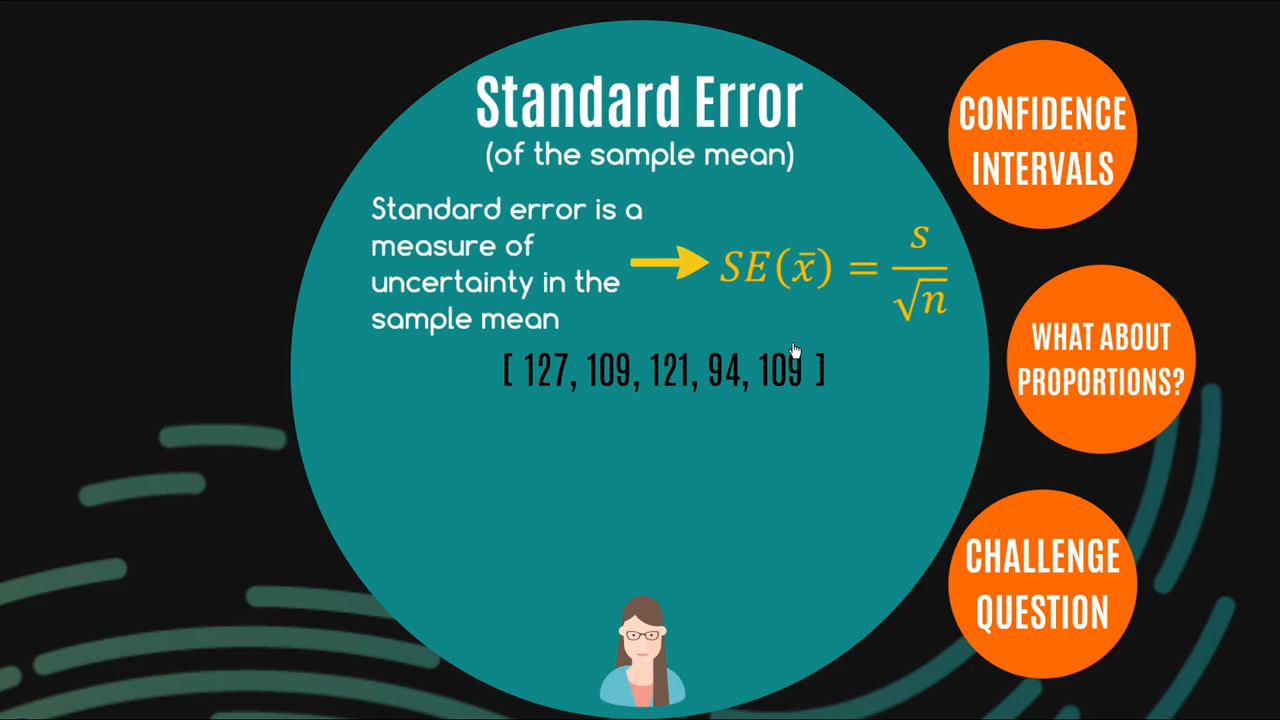 Standard Error
(of the sample mean)
Standard error is a
measure of
uncertainty in the
sample mean
SE(x̄) = s/√n
[ 127, 109, 121, 94, 109 ]
CONFIDENCE
INTERVALS
WHAT ABOUT
PROPORTIONS?
CHALLENGE
QUESTION